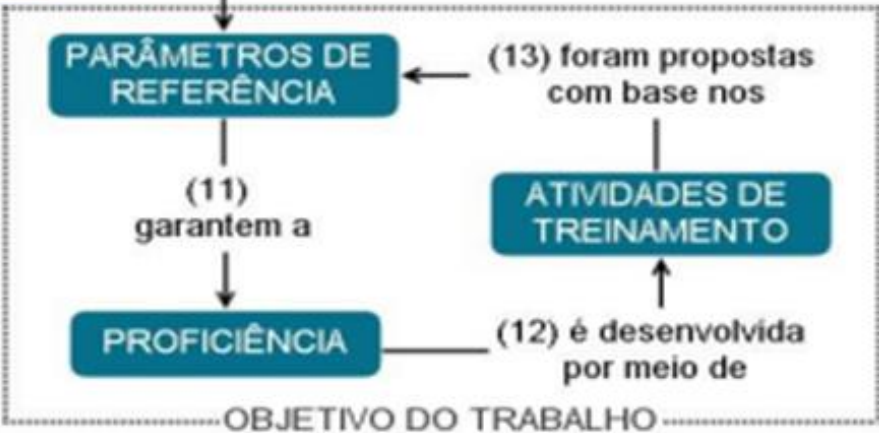 PARÂMETROS DE
REFERÊNCIA
(13) foram propostas
com base nos
(11)
garantem a
ATIVIDADES DE
TREINAMENTO
PROFICIÊNCIA
(12) é desenvolvida
por meio de
OBJETIVO DO TRABALHO